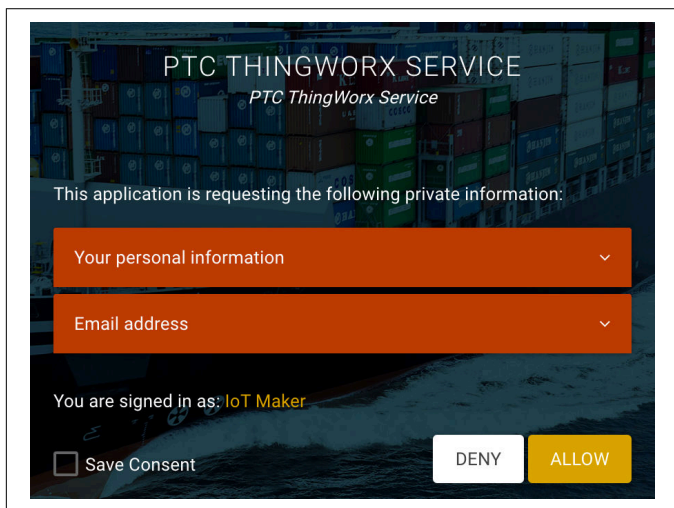 PTC THINGWORX SERVICE
PTC ThingWorx Service
This application is requesting the following private information:
Your personal information
Email address
You are signed in as: IoT Maker
Save Consent
DENY
ALLOW